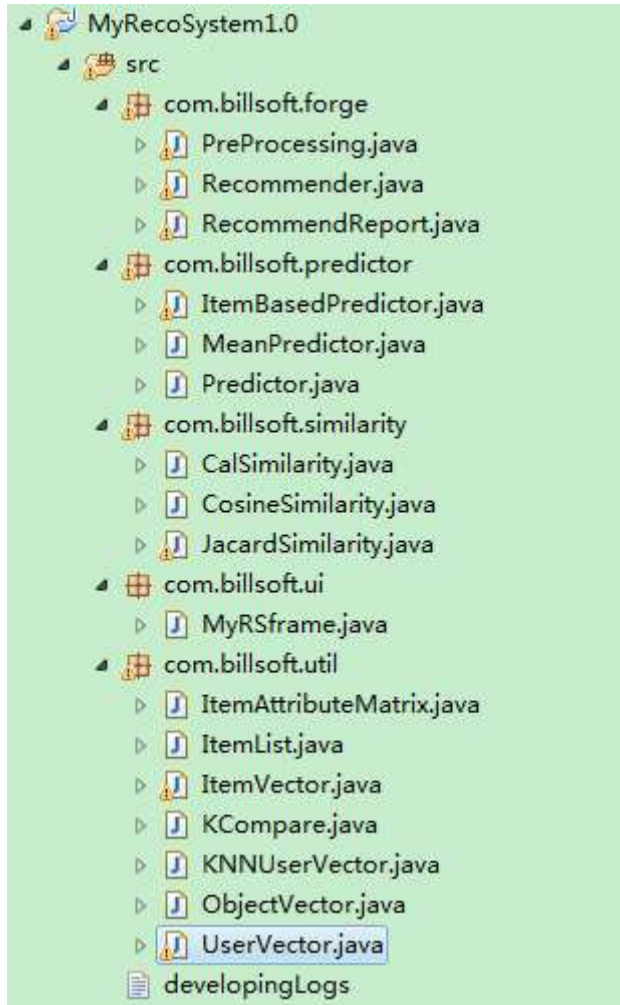 MyRecoSystem1.0
src
com.billsoft.forge
PreProcessing.java
Recommender.java
RecommendReport.java
com.billsoft.predictor
ItemBasedPredictor.java
MeanPredictor.java
Predictor.java
com.billsoft.similarity
CalSimilarity.java
CosineSimilarity.java
JacardSimilarity.java
com.billsoft.ui
MyRSframe.java
com.billsoft.util
ItemAttributeMatrix.java
ItemList.java
ItemVector.java
KCompare.java
KNNUserVector.java
ObjectVector.java
UserVector.java
developingLogs